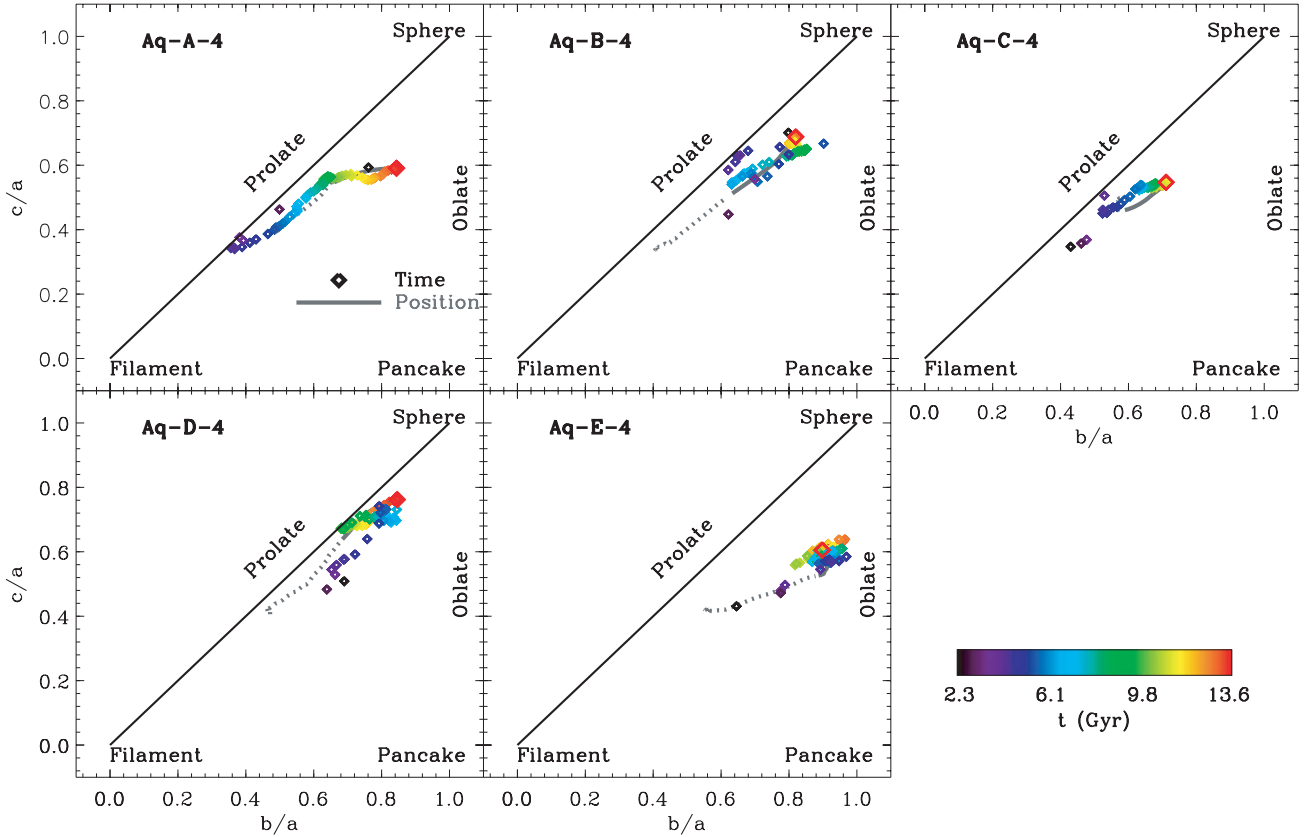 Aq-A-4
Sphere
Prolate
Oblate
Time
Position
Filament
Pancake
c/a
1.0
0.8
0.6
0.4
0.2
0.0
Aq-B-4
Sphere
Prolate
Oblate
Filament
Pancake
Aq-C-4
Sphere
Prolate
Oblate
Filament
Pancake
0.0 0.2 0.4 0.6 0.8 1.0
b/a
Aq-D-4
Sphere
Prolate
Oblate
Filament
Pancake
c/a
1.0
0.8
0.6
0.4
0.2
0.0
0.0 0.2 0.4 0.6 0.8 1.0
b/a
Aq-E-4
Sphere
Prolate
Oblate
Filament
Pancake
0.0 0.2 0.4 0.6 0.8 1.0
b/a
2.3 6.1 9.8 13.6
t (Gyr)